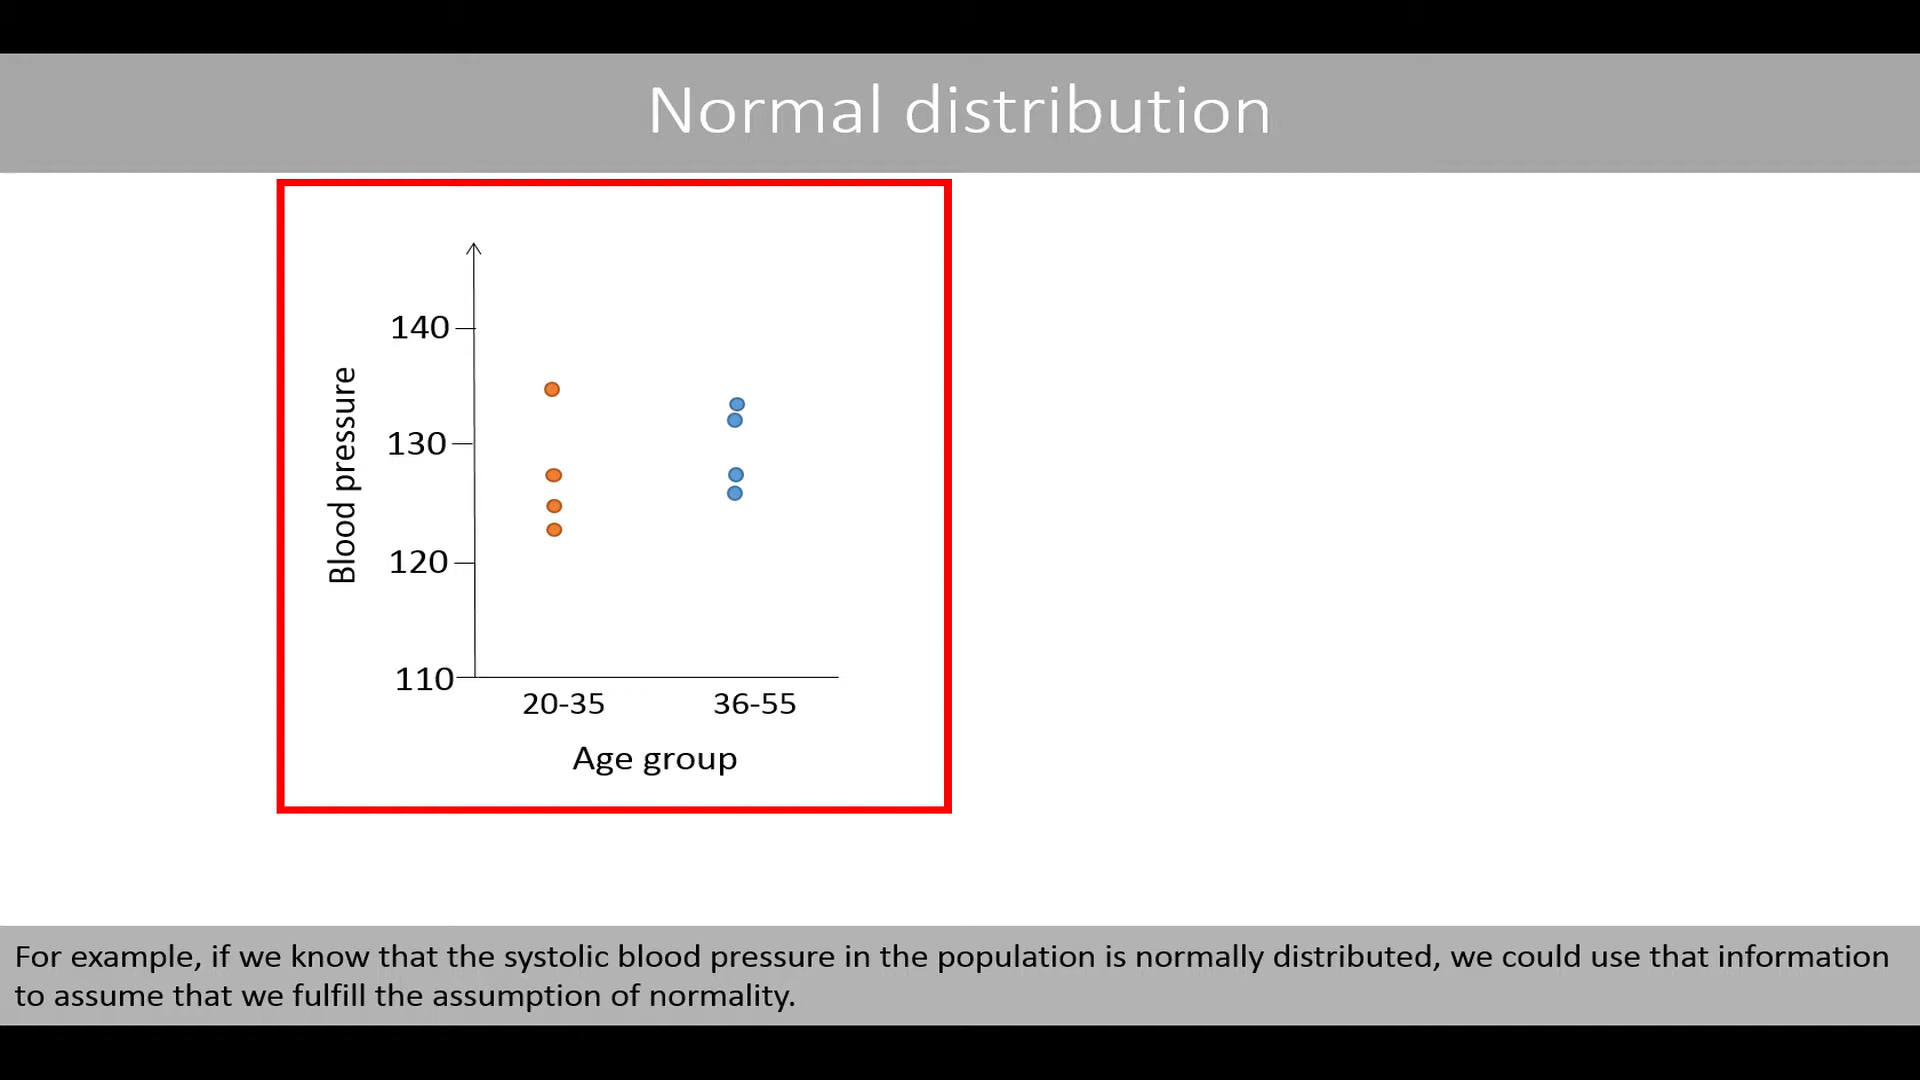 Normal distribution
140
130
120
110
Blood pressure
20-35 36-55
Age group
For example, if we know that the systolic blood pressure in the population is normally distributed, we could use that information
to assume that we fulfill the assumption of normality.